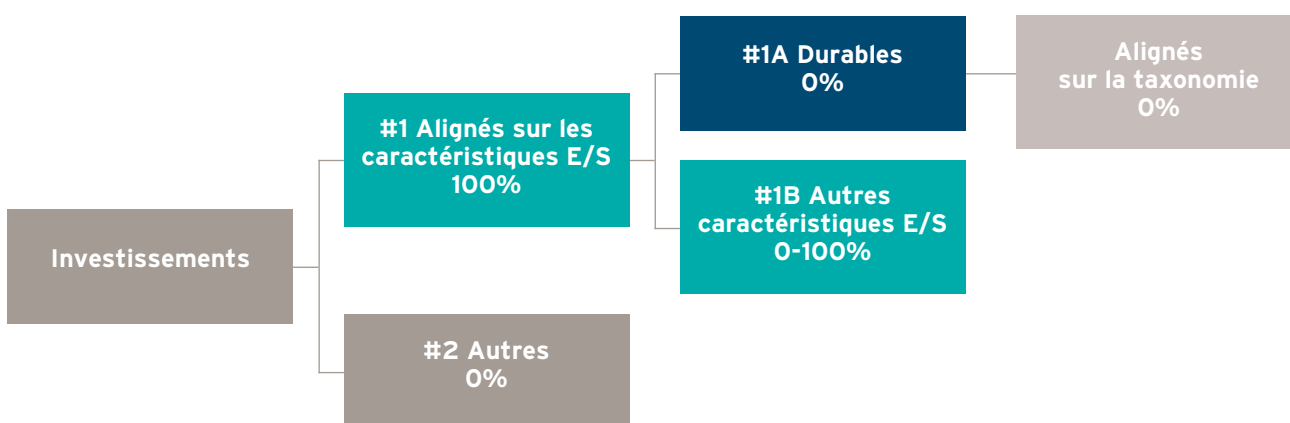 Investissements
#1 Alignés sur les
caractéristiques E/S
100%
#2 Autres
0%
#1A Durables
0%
#1B Autres
caractéristiques E/S
0-100%
Alignés
sur la taxonomie
0%